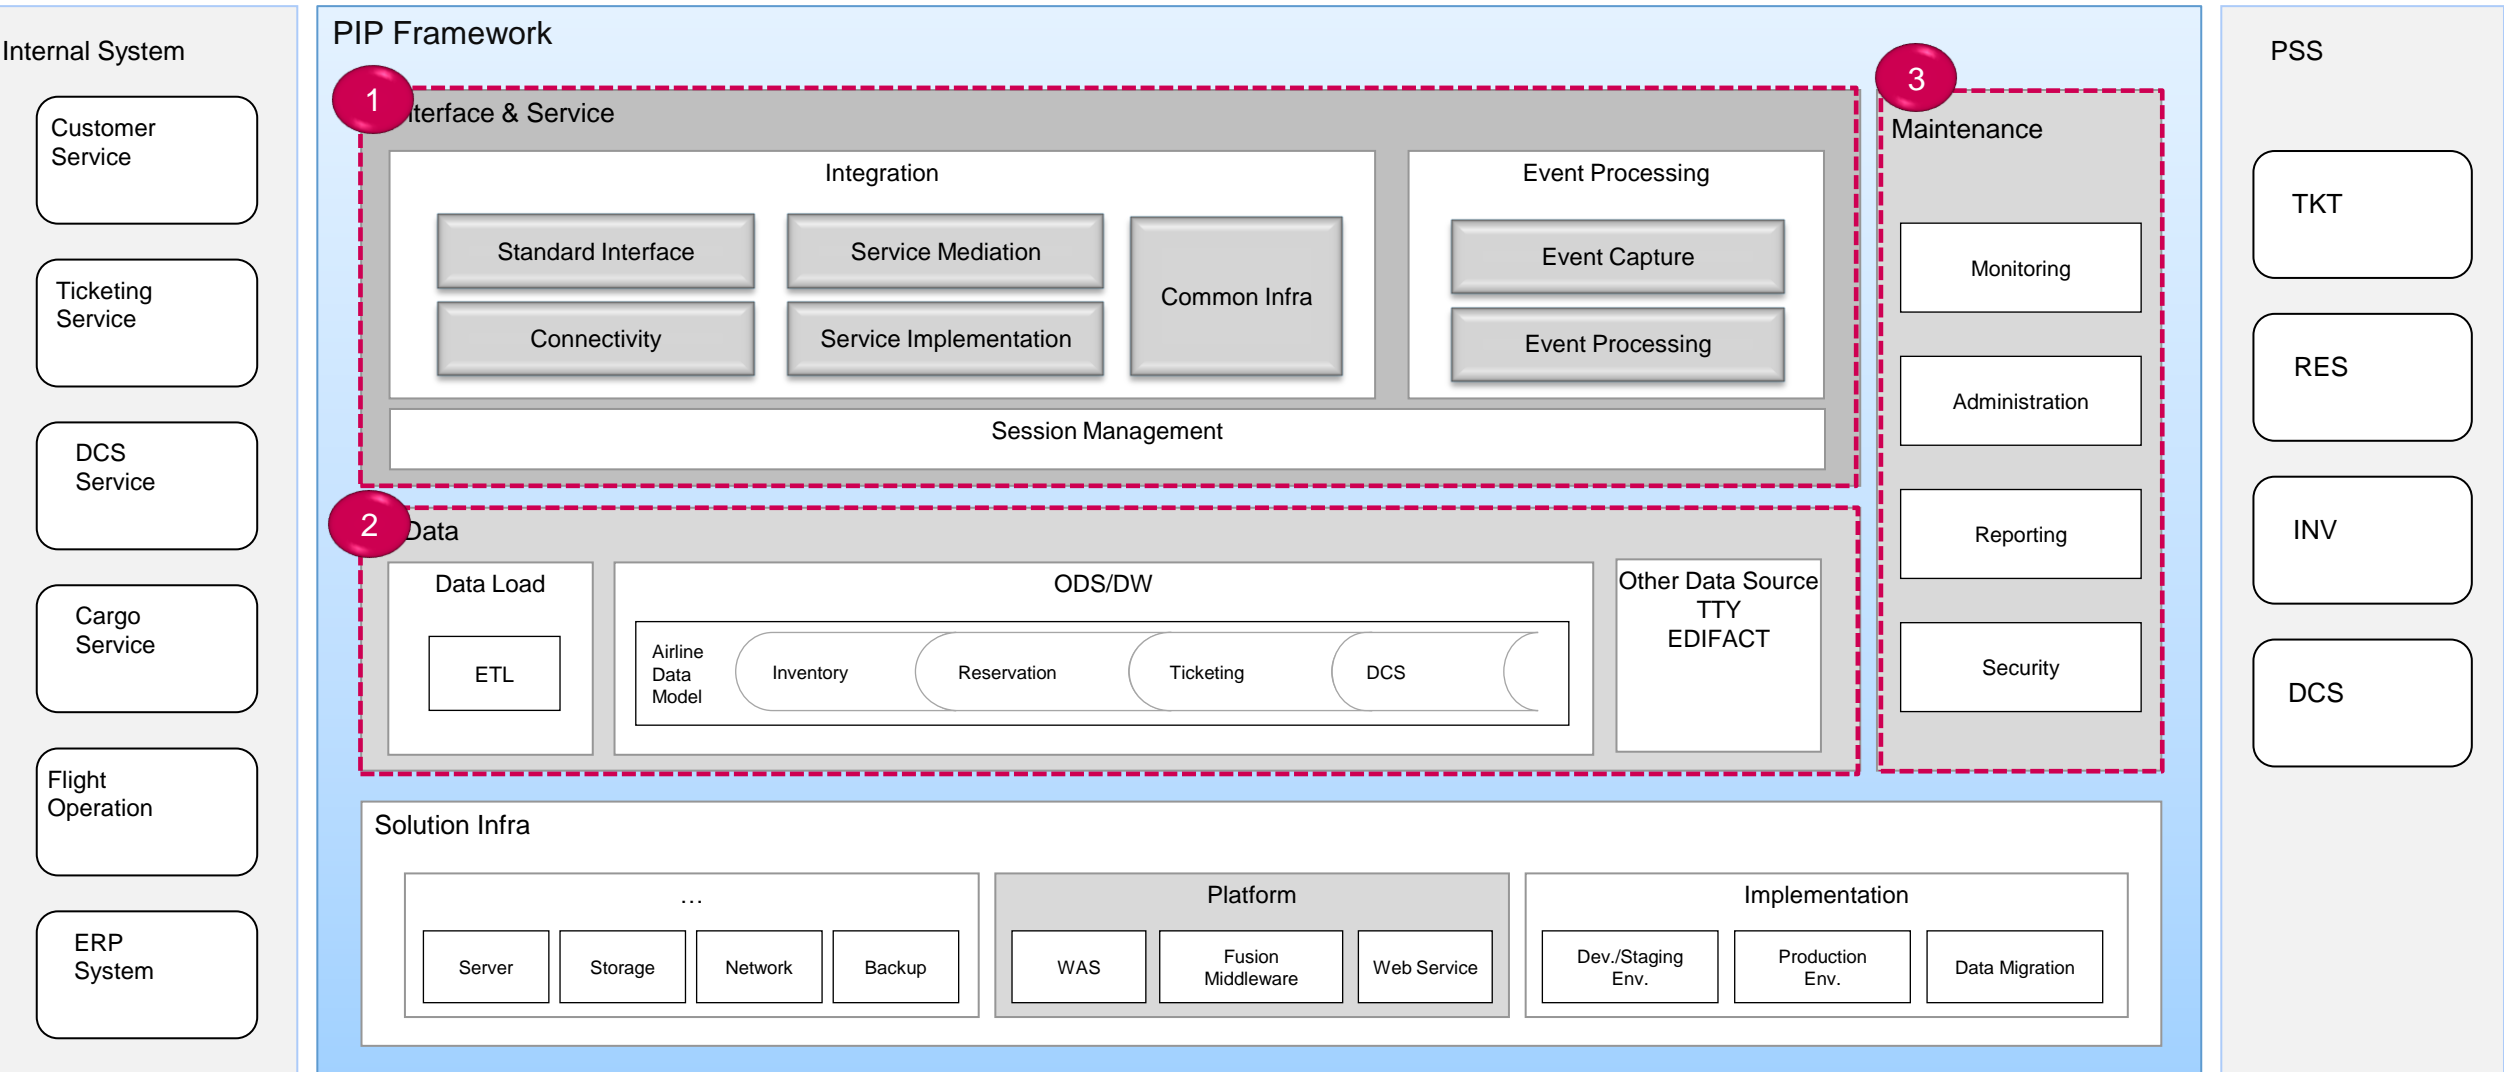 Internal System
Customer
Service
Ticketing
Service
DCS
Service
Cargo
Service
Flight
Operation
ERP
System
PIP Framework
1
terface & Service
Integration
Standard Interface
Service Mediation
Common Infra
Connectivity
Service Implementation
Event Processing
Event Capture
Event Processing
Session Management
2
Data
Data Load
ETL
ODS/DW
Airline
Data
Model
Inventory
Reservation
Ticketing
DCS
Other Data Source
TTY
EDIFACT
3
Maintenance
Monitoring
Administration
Reporting
Security
Solution Infra
...
Server
Storage
Network
Backup
Platform
WAS
Fusion
Middleware
Web Service
Implementation
Dev./Staging
Env.
Production
Env.
Data Migration
PSS
TKT
RES
INV
DCS